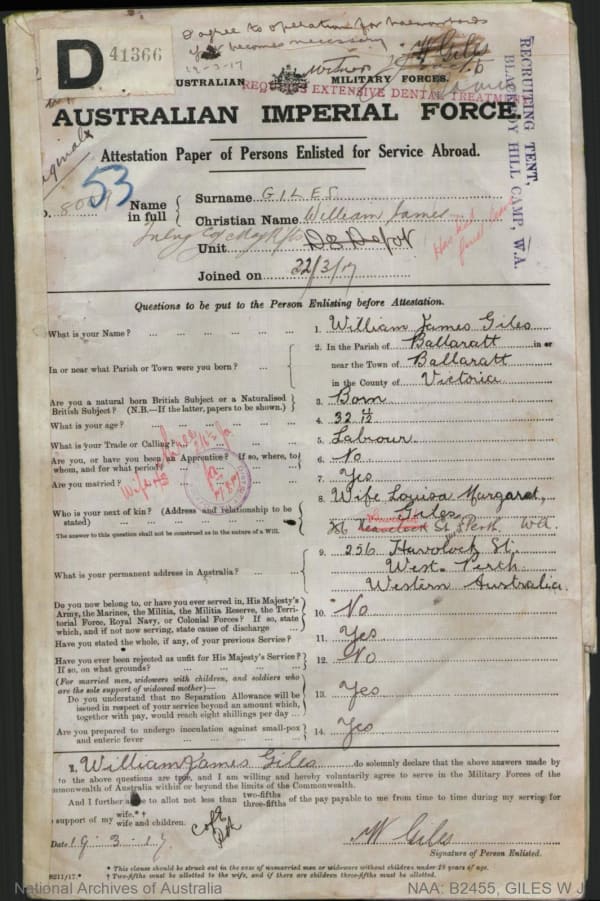 I agree to operation for haemorrhoids
if or becomes necessary
19-3-17
W Giles
D 41366
AUSTRALIAN MILITARY FORCES.
REQUIRES EXTENSIVE DENTAL TREATMENT
RECRUITING TENT,
BLACKBOY HILL CAMP, W.A.
AUSTRALIAN IMPERIAL FORCE.
Attestation Paper of Persons Enlisted for Service Abroad.
53
Name in full
Surname GILES
Christian Name William James
Unit D8 Depot
Joined on 22/3/17
Questions to be put to the Person Enlisting before Attestation.
What is your Name? ... 1. William James Giles
In or near what Parish or Town were you born? ... 2. In the Parish of Ballaratt in or
near the Town of Ballaratt
in the County of Victoria
Are you a natural born British Subject or a Naturalised
British Subject? (N.B.—If the latter, papers to be shown.) 3. Born
What is your age? ... 4. 32
What is your Trade or Calling? ... 5. Labour
Are you, or have you been an Apprentice? If so, where, to
whom, and for what period? 6. No
Are you married? ... 7. Yes
Who is your next of kin? (Address and relationship to be
stated) ... 8. Wife Louisa Margaret
Giles
Havelock St Perth. W.A.
The answer to this question shall not be construed as in the nature of a Will.
What is your permanent address in Australia? ... 9. 256 Havolock St.
West. Perth
Western Australia.
Do you now belong to, or have you ever served in, His Majesty's
Army, the Marines, the Militia, the Militia Reserve, the Terri-
torial Force, Royal Navy, or Colonial Forces? If so, state
which, and if not now serving, state cause of discharge 10. No
Have you stated the whole, if any, of your previous Service? 11. Yes
Have you ever been rejected as unfit for His Majesty's Service?
If so, on what grounds? 12. No
(For married men, widowers with children, and soldiers who
are the sole support of widowed mother)—
Do you understand that no Separation Allowance will be
issued in respect of your service beyond an amount which,
together with pay, would reach eight shillings per day ... 13. Yes
Are you prepared to undergo inoculation against small-pox
and enteric fever ... 14. Yes
I, William James Giles do solemnly declare that the above answers made by
to the above questions are true, and I am willing and hereby voluntarily agree to serve in the Military Forces of the
mmonwealth of Australia within or beyond the limits of the Commonwealth.
And I further agree to allot not less than two-fifths three-fifths of the pay payable to me from time to time during my service for
support of my wife.*† wife and children.
Date 19.3.17
W Giles
Signature of Person Enlisted.
* This clause should be struck out in the case of unmarried men or widowers without children under 18 years of age.
8211/17.* † Two-fifths must be allotted to the wife, and if there are children three-fifths must be allotted.
National Archives of Australia
NAA: B2455, GILES W J